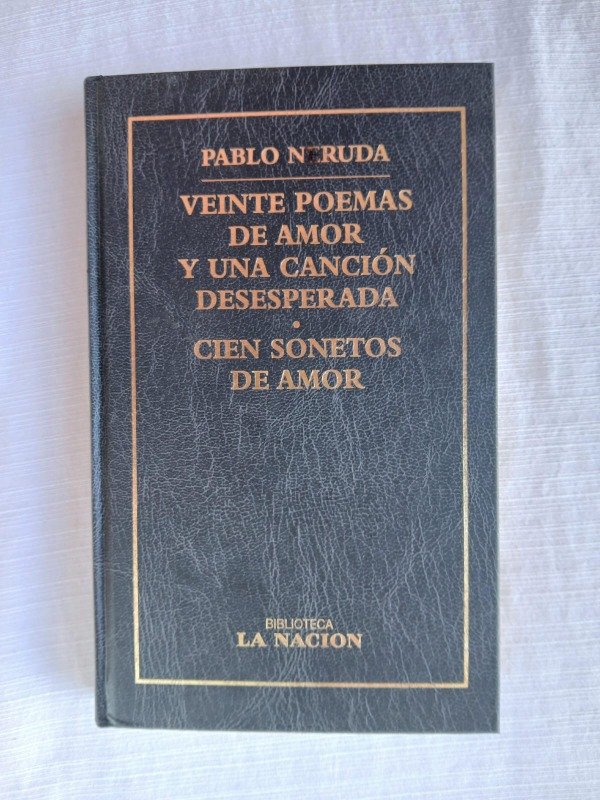 PABLO NERUDA
VEINTE POEMAS
DE AMOR
Y UNA CANCIÓN
DESESPERADA
•
CIEN SONETOS
DE AMOR
BIBLIOTECA
LA NACION